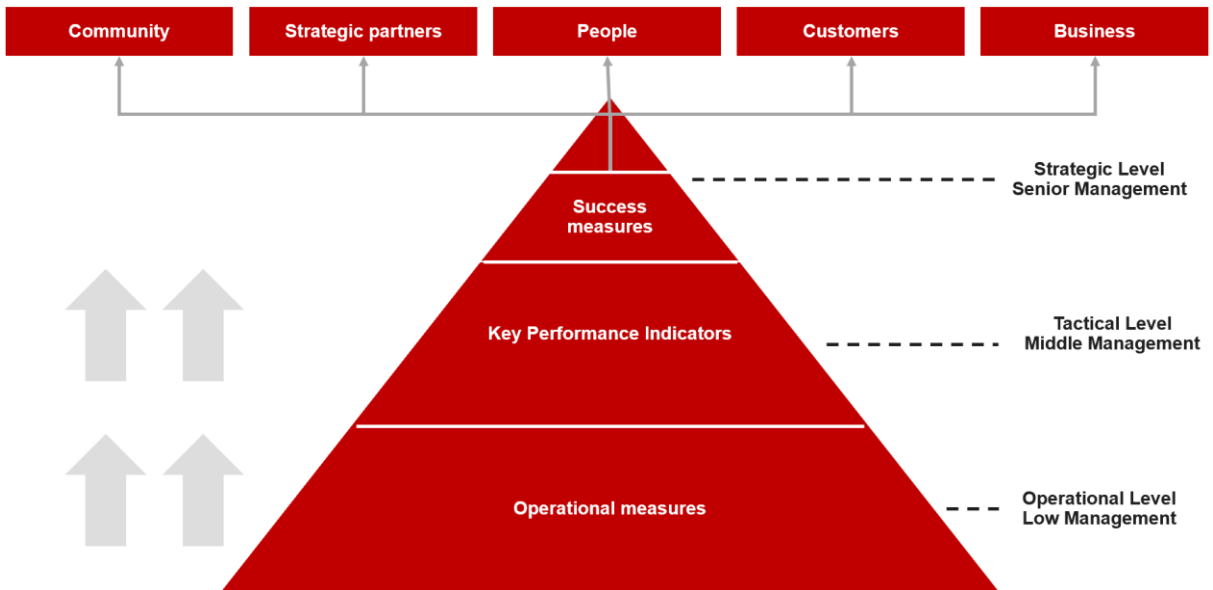 Community
Strategic partners
People
Customers
Business
Strategic Level
Senior Management
Success
measures
Key Performance Indicators
Tactical Level
Middle Management
Operational measures
Operational Level
Low Management